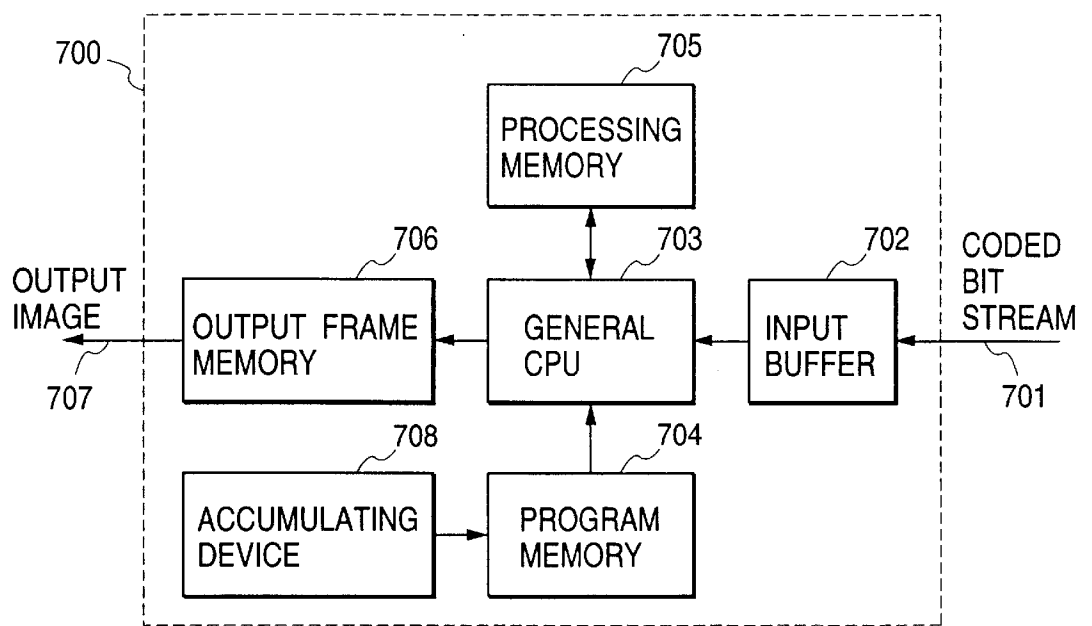 700
705
PROCESSING
MEMORY
706
703
702
CODED
BIT
STREAM
OUTPUT
IMAGE
OUTPUT FRAME
MEMORY
GENERAL
CPU
INPUT
BUFFER
707
701
708
704
ACCUMULATING
DEVICE
PROGRAM
MEMORY